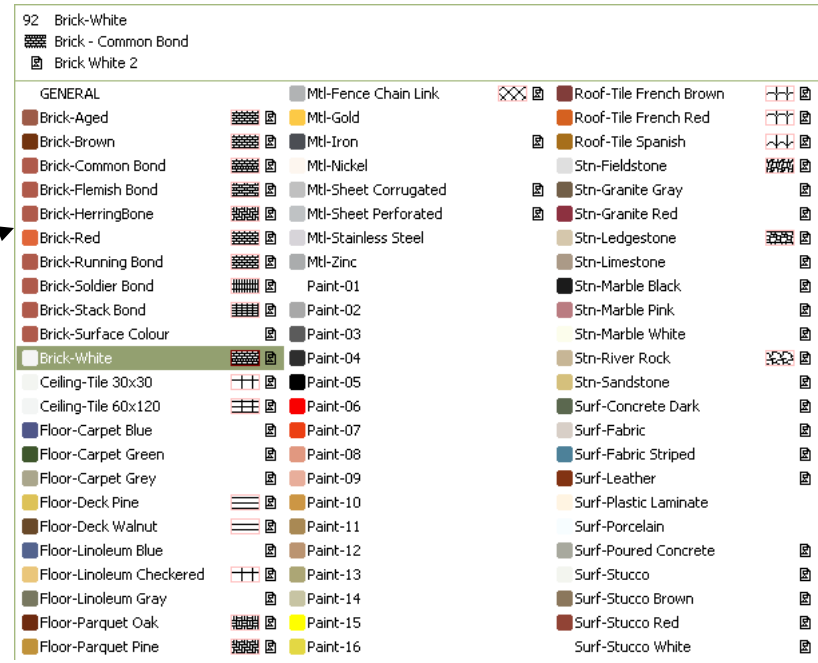 92 Brick-White
Brick - Common Bond
Brick White 2
GENERAL
Brick-Aged
Brick-Brown
Brick-Common Bond
Brick-Flemish Bond
Brick-HerringBone
Brick-Red
Brick-Running Bond
Brick-Soldier Bond
Brick-Stack Bond
Brick-Surface Colour
Brick-White
Ceiling-Tile 30x30
Ceiling-Tile 60x120
Floor-Carpet Blue
Floor-Carpet Green
Floor-Carpet Grey
Floor-Deck Pine
Floor-Deck Walnut
Floor-Linoleum Blue
Floor-Linoleum Checkered
Floor-Linoleum Gray
Floor-Parquet Oak
Floor-Parquet Pine
Mtl-Fence Chain Link
Mtl-Gold
Mtl-Iron
Mtl-Nickel
Mtl-Sheet Corrugated
Mtl-Sheet Perforated
Mtl-Stainless Steel
Mtl-Zinc
Paint-01
Paint-02
Paint-03
Paint-04
Paint-05
Paint-06
Paint-07
Paint-08
Paint-09
Paint-10
Paint-11
Paint-12
Paint-13
Paint-14
Paint-15
Paint-16
Roof-Tile French Brown
Roof-Tile French Red
Roof-Tile Spanish
Stn-Fieldstone
Stn-Granite Gray
Stn-Granite Red
Stn-Ledgestone
Stn-Limestone
Stn-Marble Black
Stn-Marble Pink
Stn-Marble White
Stn-River Rock
Stn-Sandstone
Surf-Concrete Dark
Surf-Fabric
Surf-Fabric Striped
Surf-Leather
Surf-Plastic Laminate
Surf-Porcelain
Surf-Poured Concrete
Surf-Stucco
Surf-Stucco Brown
Surf-Stucco Red
Surf-Stucco White